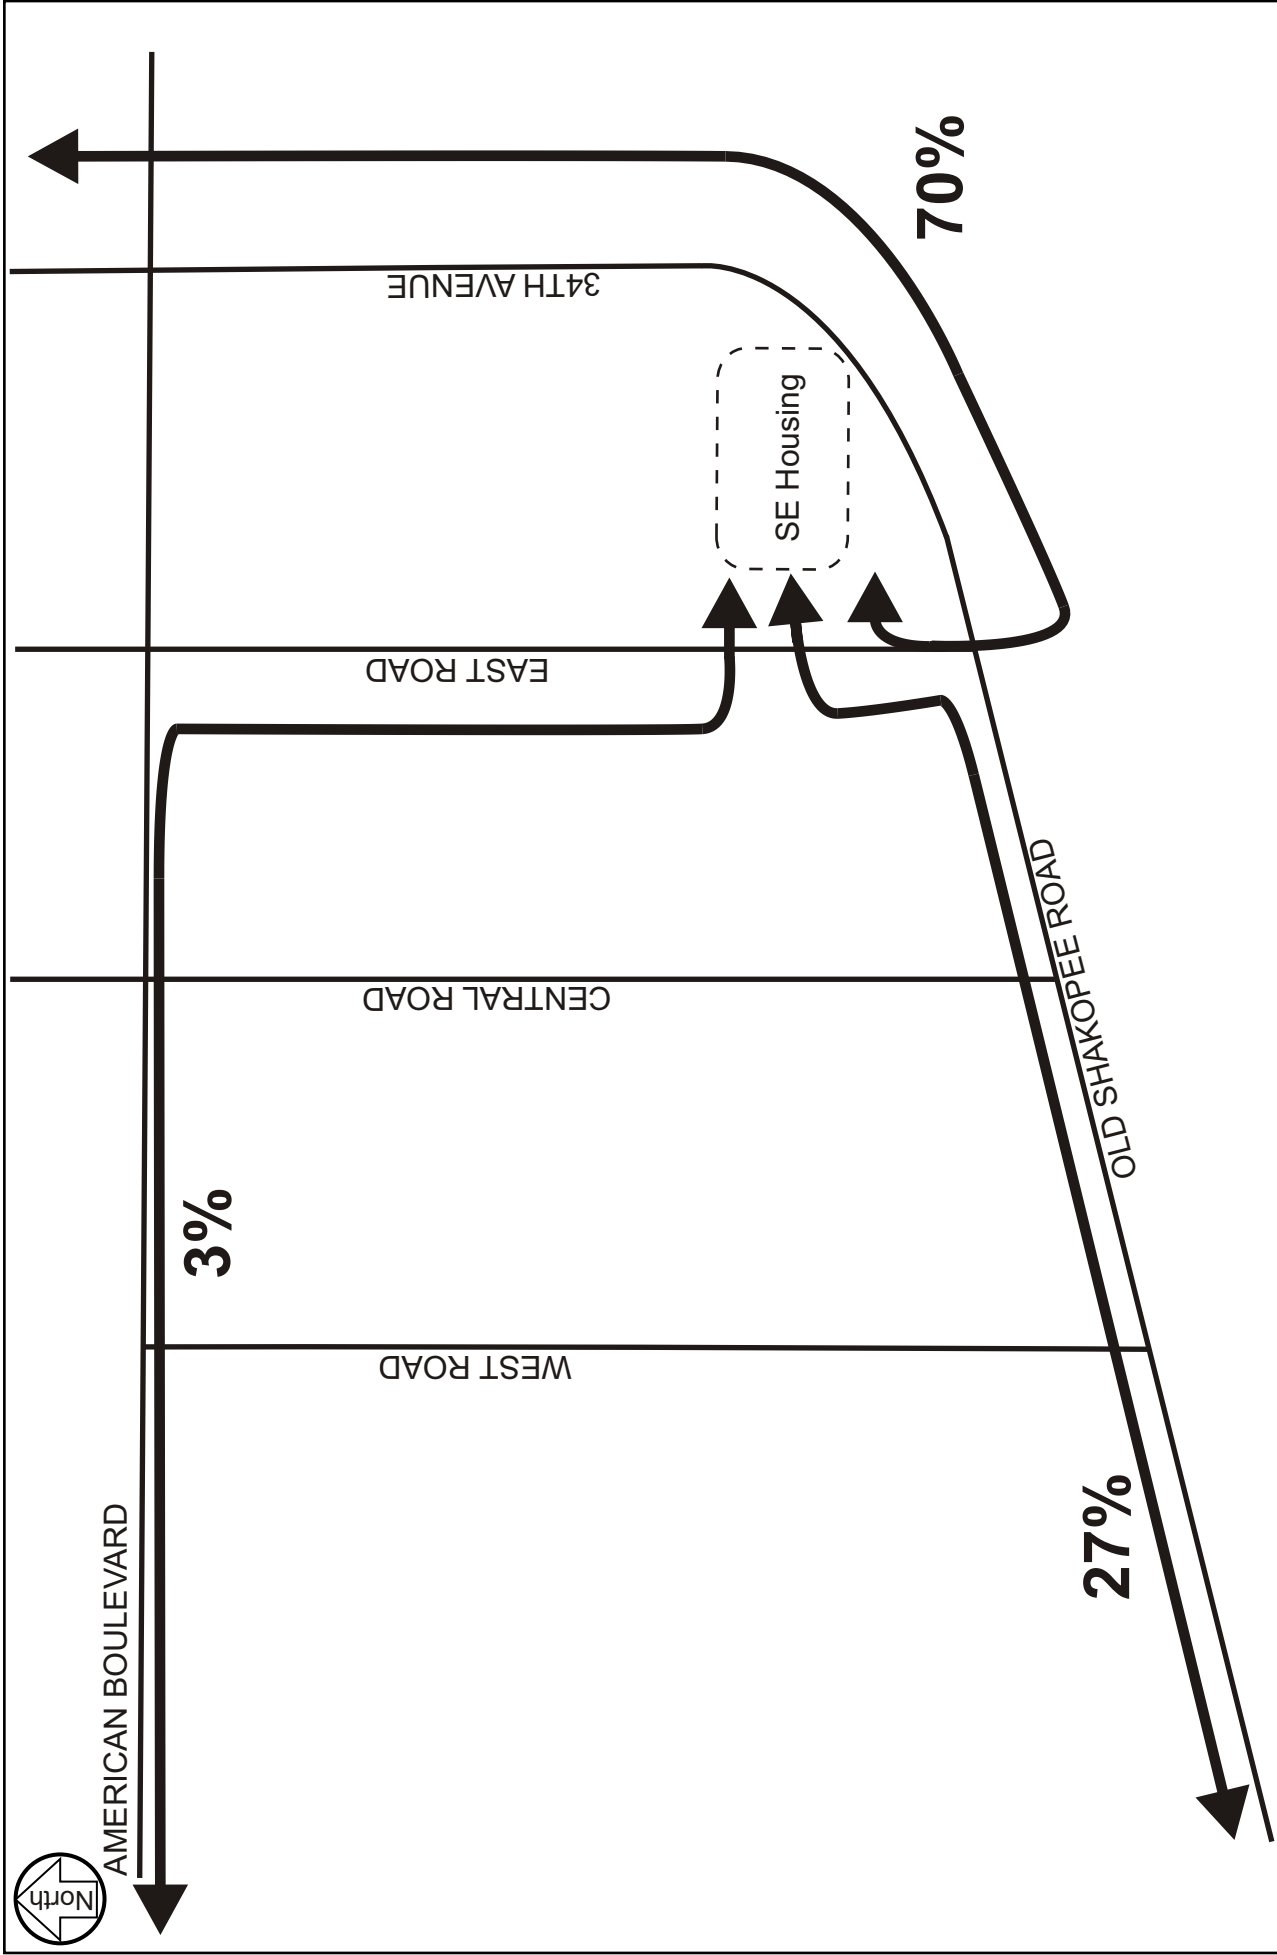 North
AMERICAN BOULEVARD
34TH AVENUE
70%
SE Housing
EAST ROAD
CENTRAL ROAD
OLD SHAKOPEE ROAD
3%
WEST ROAD
27%